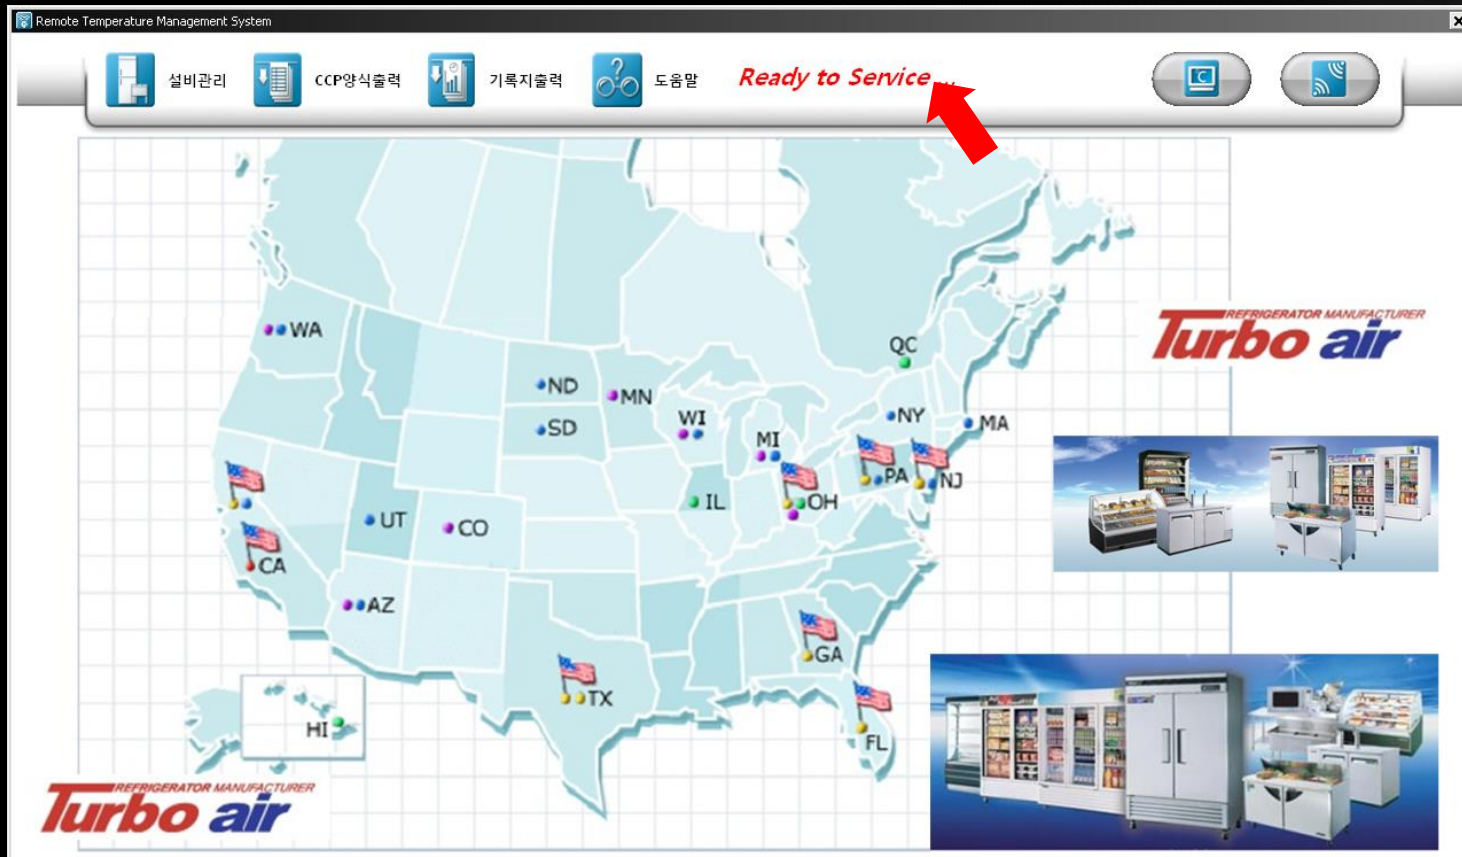 Remote Temperature Management System
설비관리 CCP양식출력 기록지출력 도움말 Ready to Service...
QC
WA
ND
MN
SD
WI
NY
MA
MI
PA
NJ
IL
OH
UT
CO
CA
AZ
GA
TX
HI
FL
REFRIGERATOR MANUFACTURER
Turbo air
REFRIGERATOR MANUFACTURER
Turbo air